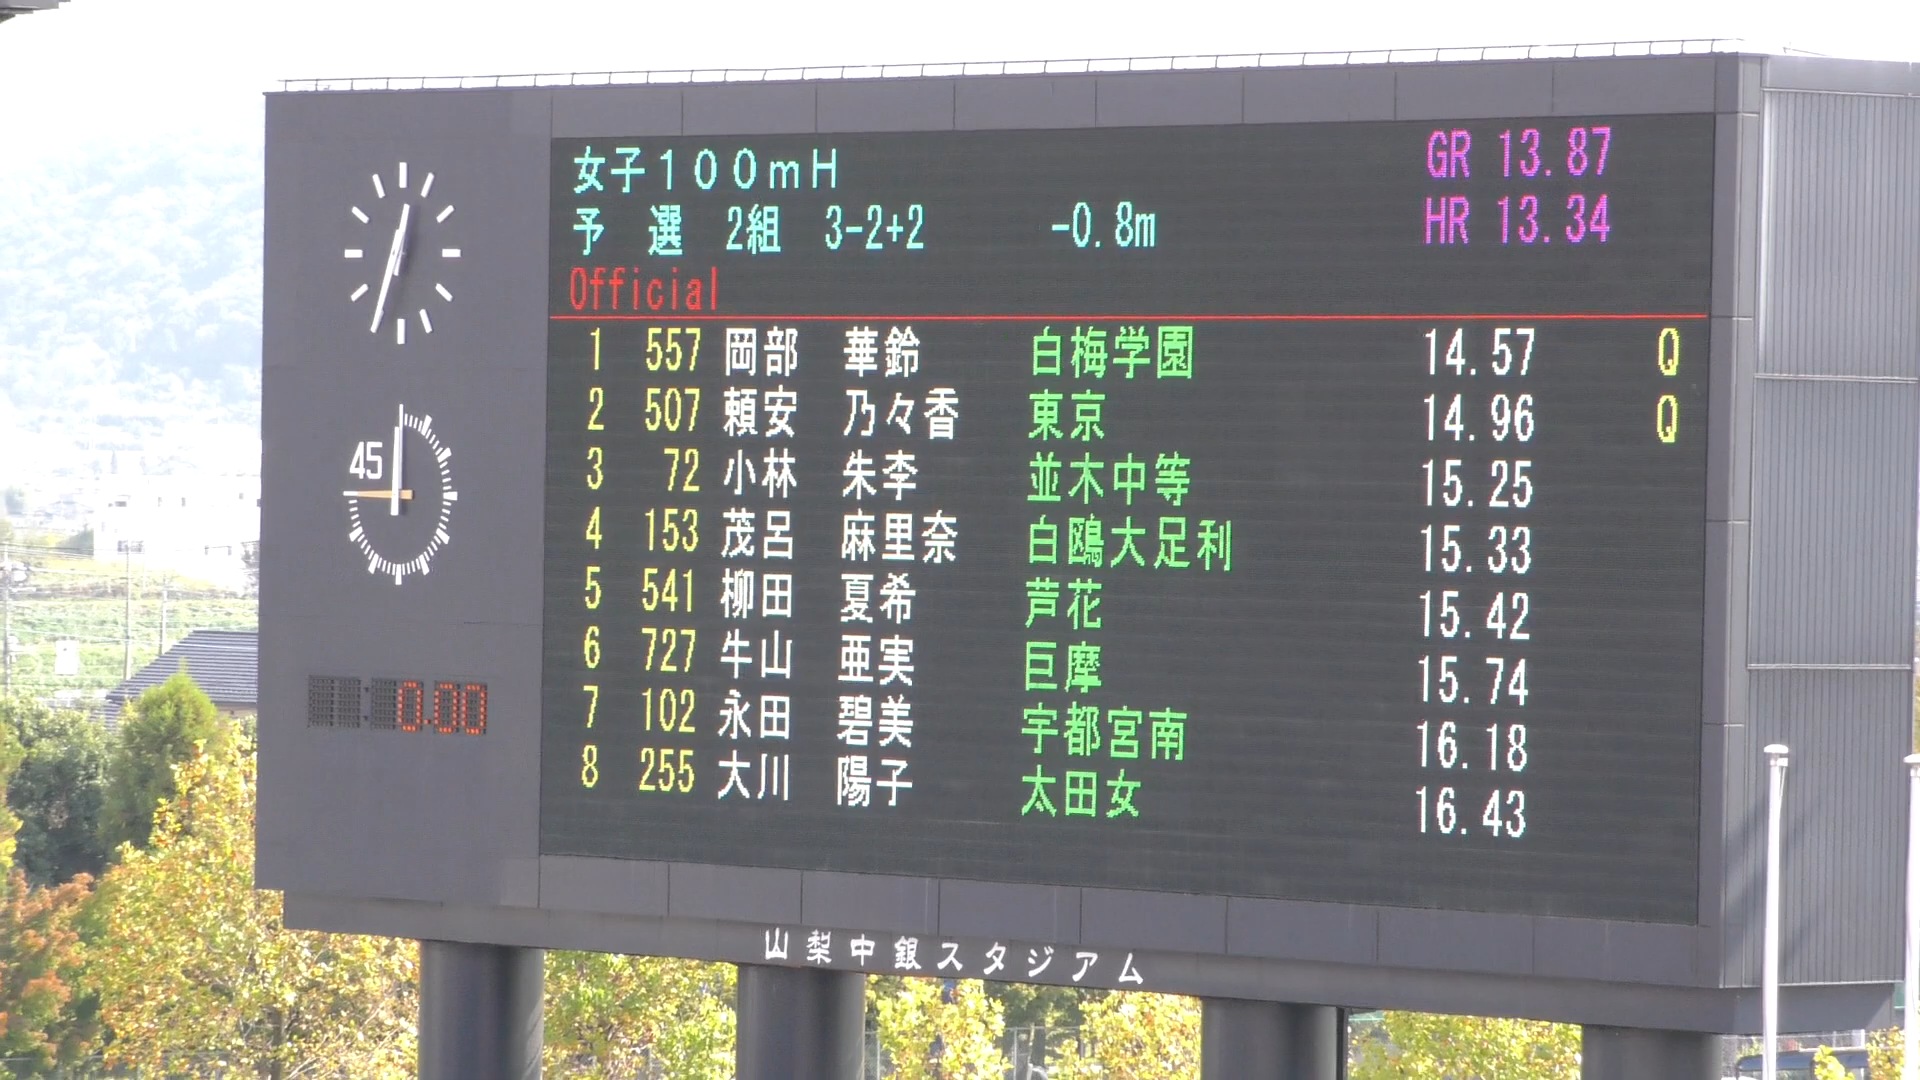 女子100mH GR 13.87
予 選 2組 3-2+2 -0.8m HR 13.34
Official
1 557 岡部 華鈴 白梅学園 14.57 Q
2 507 頼安 乃々香 東京 14.96 Q
3 72 小林 朱李 並木中等 15.25
4 153 茂呂 麻里奈 白鴎大足利 15.33
5 541 柳田 夏希 芦花 15.42
6 727 牛山 亜実 巨摩 15.74
7 102 永田 碧美 宇都宮南 16.18
8 255 大川 陽子 太田女 16.43
45
0.00
山梨中銀スタジアム